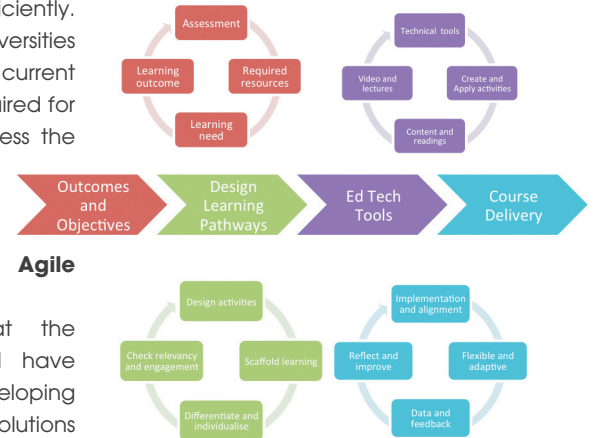 ciently.
versities
current
ired for
ess the
Agile
at the
have
eloping
olutions
Assessment
Learning
outcome
Required
resources
Learning
need
Technical tools
Video and
lectures
Create and
Apply activities
Content and
readings
Outcomes
and
Objectives
Design
Learning
Pathways
Ed Tech
Tools
Course
Delivery
Design activities
Check relevancy
and engagement
Scaffold learning
Differentiate and
individualise
Implementation
and alignment
Reflect and
improve
Flexible and
adaptive
Data and
feedback